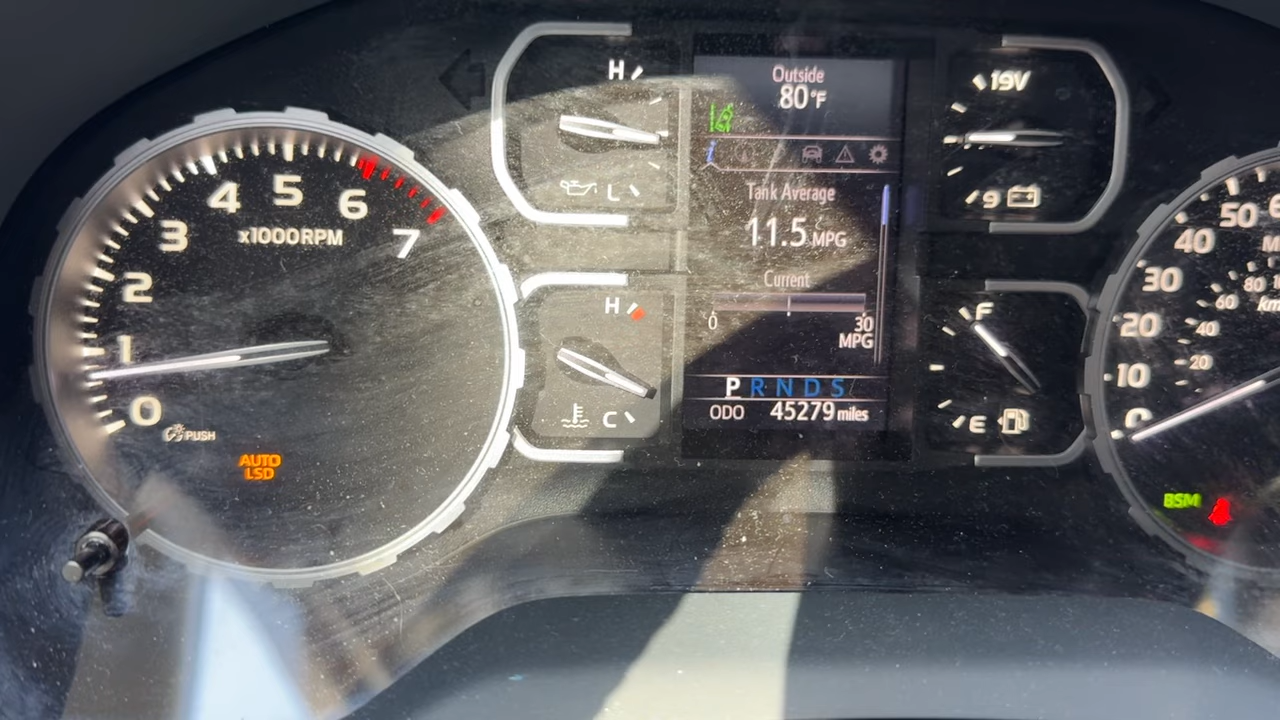 0
1
2
3
4
5
6
7
x1000RPM
PUSH
AUTO
LSD
H
L
H
C
Outside
80°F
i
Tank Average
11.5 MPG
Current
0
30
MPG
P R N D S
ODO 45279 miles
19V
9
F
E
0
10
20
30
40
50
20
40
60
80
BSM